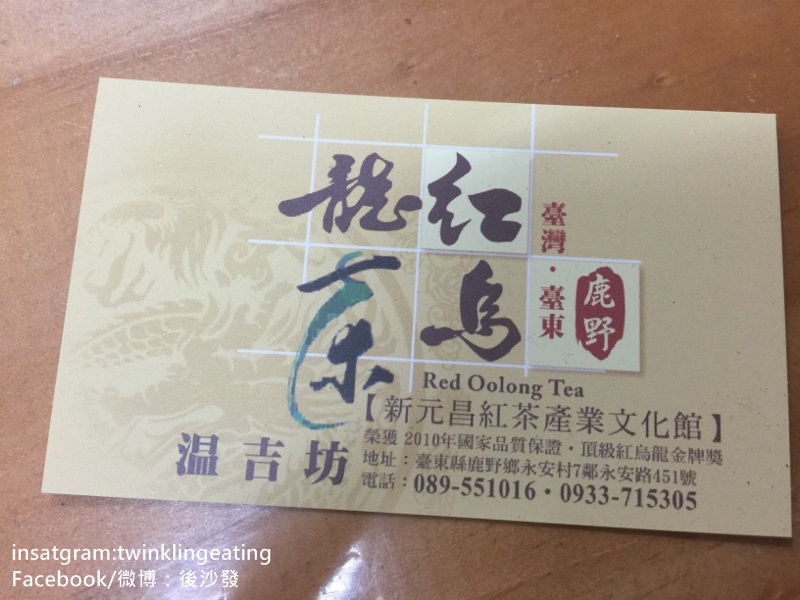 紅烏龍茶
臺灣・臺東
鹿野
Red Oolong Tea
【新元昌紅茶產業文化館】
榮獲 2010年國家品質保證・頂級紅烏龍金牌獎
地址：臺東縣鹿野鄉永安村7鄰永安路451號
電話：089-551016・0933-715305
温吉坊
insatgram:twinklingeating
Facebook/微博：後沙發